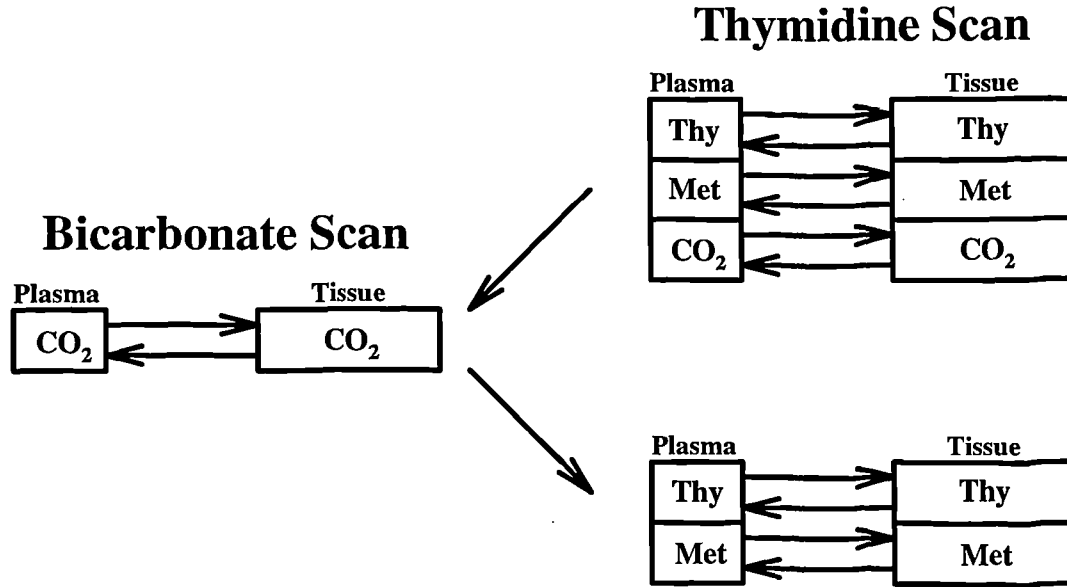 Thymidine Scan
Plasma Tissue
Thy Thy
Met Met
CO₂ CO₂
Bicarbonate Scan
Plasma Tissue
CO₂ CO₂
Plasma Tissue
Thy Thy
Met Met